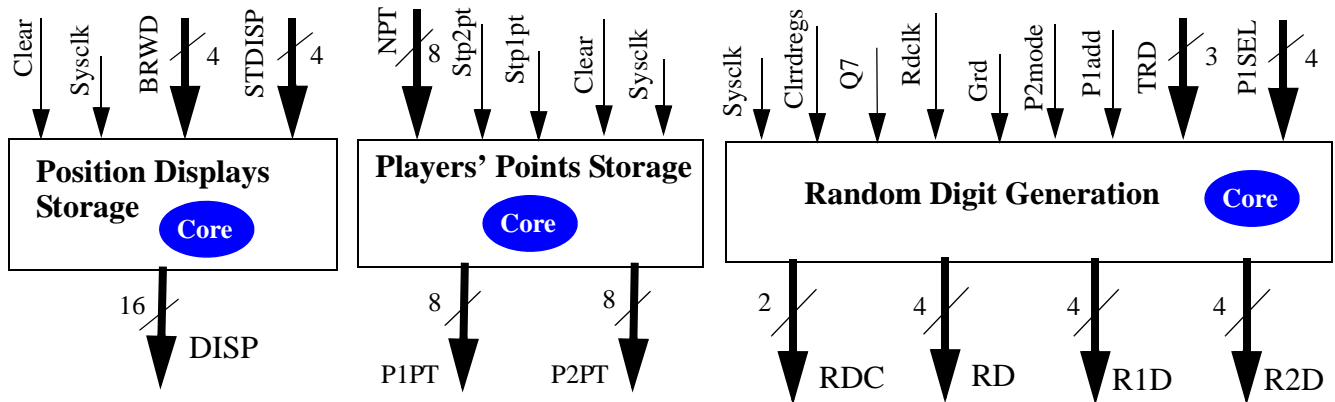 Clear
Sysclk
BRWD
4
STDISP
4
Position Displays
Storage
Core
16
DISP
NPT
8
Stp2pt
Stp1pt
Clear
Sysclk
Players’ Points Storage
Core
8
8
P1PT
P2PT
Sysclk
Clrrdregs
Q7
Rdclk
Grd
P2mode
P1add
TRD
3
P1SEL
4
Random Digit Generation
Core
2
4
4
4
RDC
RD
R1D
R2D